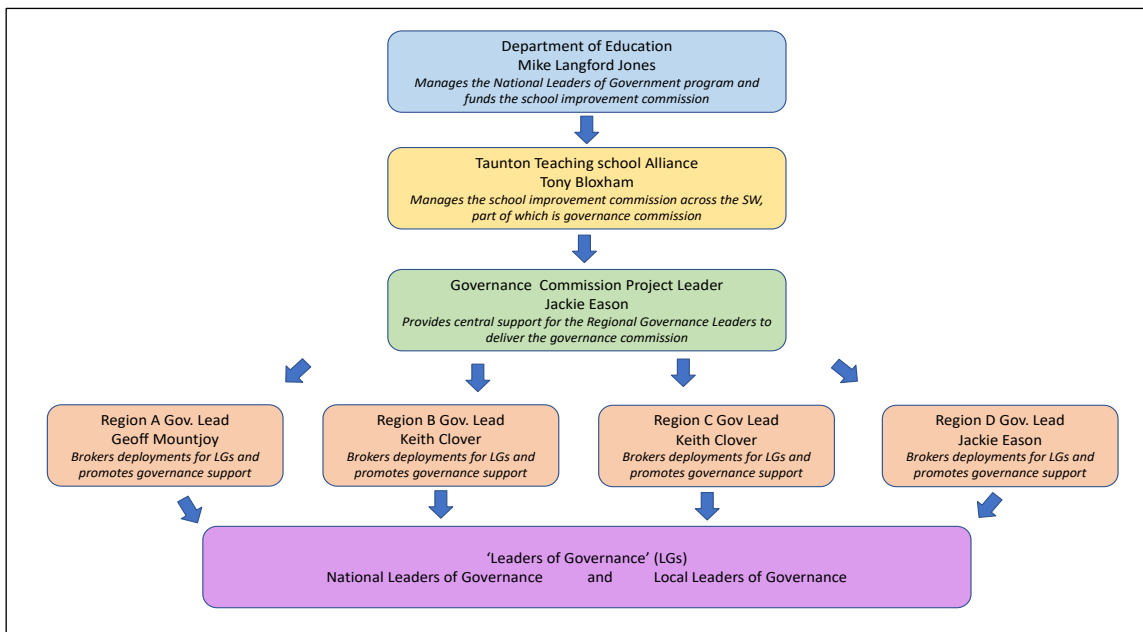 Department of Education
Mike Langford Jones
Manages the National Leaders of Government program and
funds the school improvement commission
Taunton Teaching school Alliance
Tony Bloxham
Manages the school improvement commission across the SW,
part of which is governance commission
Governance Commission Project Leader
Jackie Eason
Provides central support for the Regional Governance Leaders to
deliver the governance commission
Region A Gov. Lead
Geoff Mountjoy
Brokers deployments for LGs and
promotes governance support
Region B Gov. Lead
Keith Clover
Brokers deployments for LGs and
promotes governance support
Region C Gov Lead
Keith Clover
Brokers deployments for LGs and
promotes governance support
Region D Gov. Lead
Jackie Eason
Brokers deployments for LGs and
promotes governance support
‘Leaders of Governance’ (LGs)
National Leaders of Governance and Local Leaders of Governance